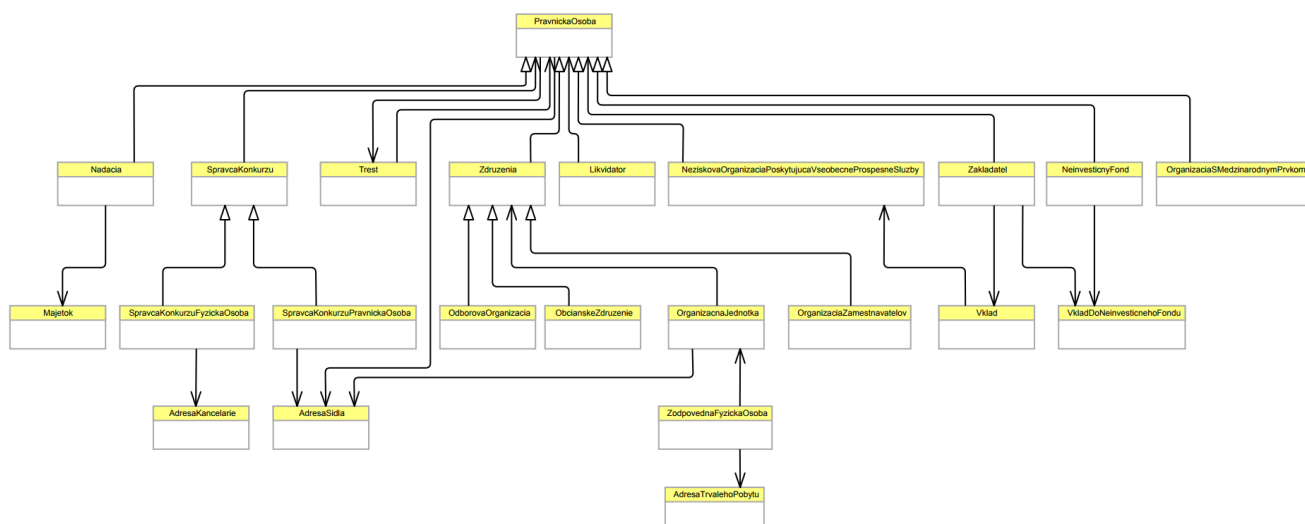 PravnickaOsoba
Nadacia
SpravcaKonkurzu
Trest
Zdruzenia
Likvidator
NeziskovaOrganizaciaPoskytujucaVseobecneProspesneSluzby
Zakladatel
NeinvesticnyFond
OrganizaciaSMedzinarodnymPrvkom
Majetok
SpravcaKonkurzuFyzickaOsoba
SpravcaKonkurzuPravnickaOsoba
OdborovaOrganizacia
ObcianskeZdruzenie
OrganizacnaJednotka
OrganizaciaZamestnavatelov
Vklad
VkladDoNeinvesticnehoFondu
AdresaKancelarie
AdresaSidla
ZodpovednaFyzickaOsoba
AdresaTrvalehoPobytu